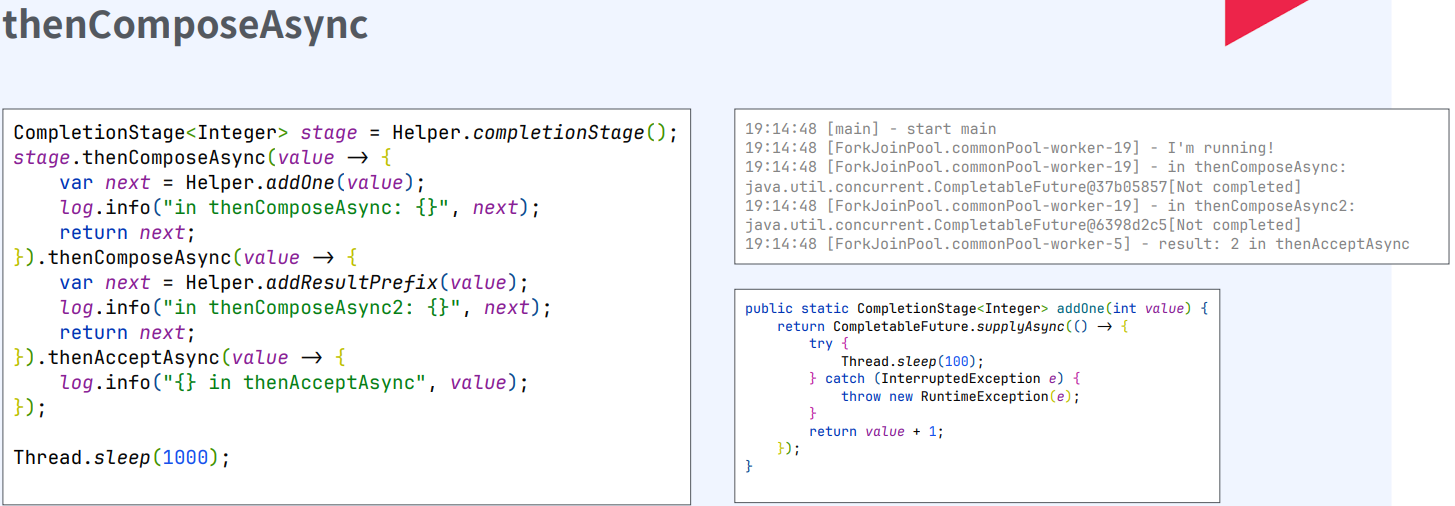 thenComposeAsync
CompletionStage<Integer> stage = Helper.completionStage();
stage.thenComposeAsync(value -> {
    var next = Helper.addOne(value);
    log.info("in thenComposeAsync: {}", next);
    return next;
}).thenComposeAsync(value -> {
    var next = Helper.addResultPrefix(value);
    log.info("in thenComposeAsync2: {}", next);
    return next;
}).thenAcceptAsync(value -> {
    log.info("{} in thenAcceptAsync", value);
});
Thread.sleep(1000);
19:14:48 [main] - start main
19:14:48 [ForkJoinPool.commonPool-worker-19] - I'm running!
19:14:48 [ForkJoinPool.commonPool-worker-19] - in thenComposeAsync:
java.util.concurrent.CompletableFuture@37b05857[Not completed]
19:14:48 [ForkJoinPool.commonPool-worker-19] - in thenComposeAsync2:
java.util.concurrent.CompletableFuture@6398d2c5[Not completed]
19:14:48 [ForkJoinPool.commonPool-worker-5] - result: 2 in thenAcceptAsync
public static CompletionStage<Integer> addOne(int value) {
    return CompletableFuture.supplyAsync(() -> {
        try {
            Thread.sleep(100);
        } catch (InterruptedException e) {
            throw new RuntimeException(e);
        }
        return value + 1;
    });
}